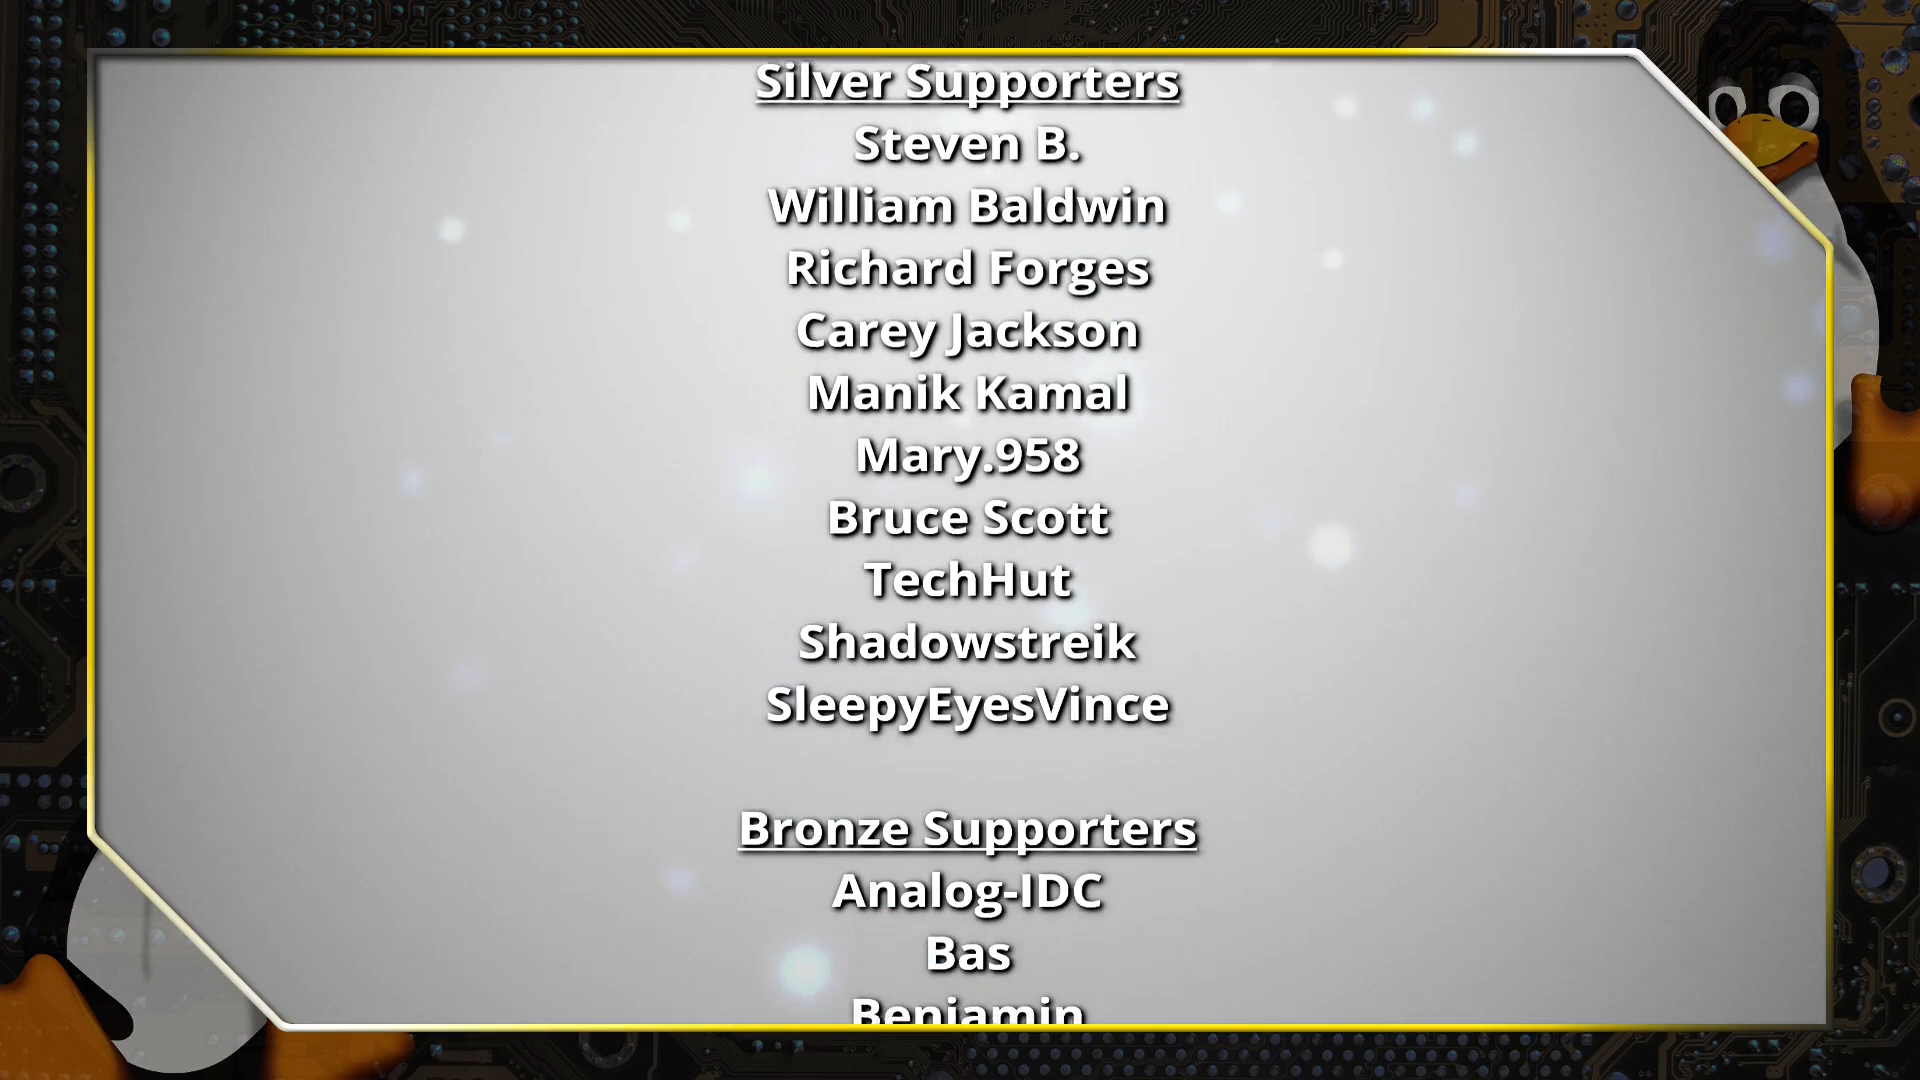 Silver Supporters
Steven B.
William Baldwin
Richard Forges
Carey Jackson
Manik Kamal
Mary.958
Bruce Scott
TechHut
Shadowstreik
SleepyEyesVince
Bronze Supporters
Analog-IDC
Bas
Benjamin